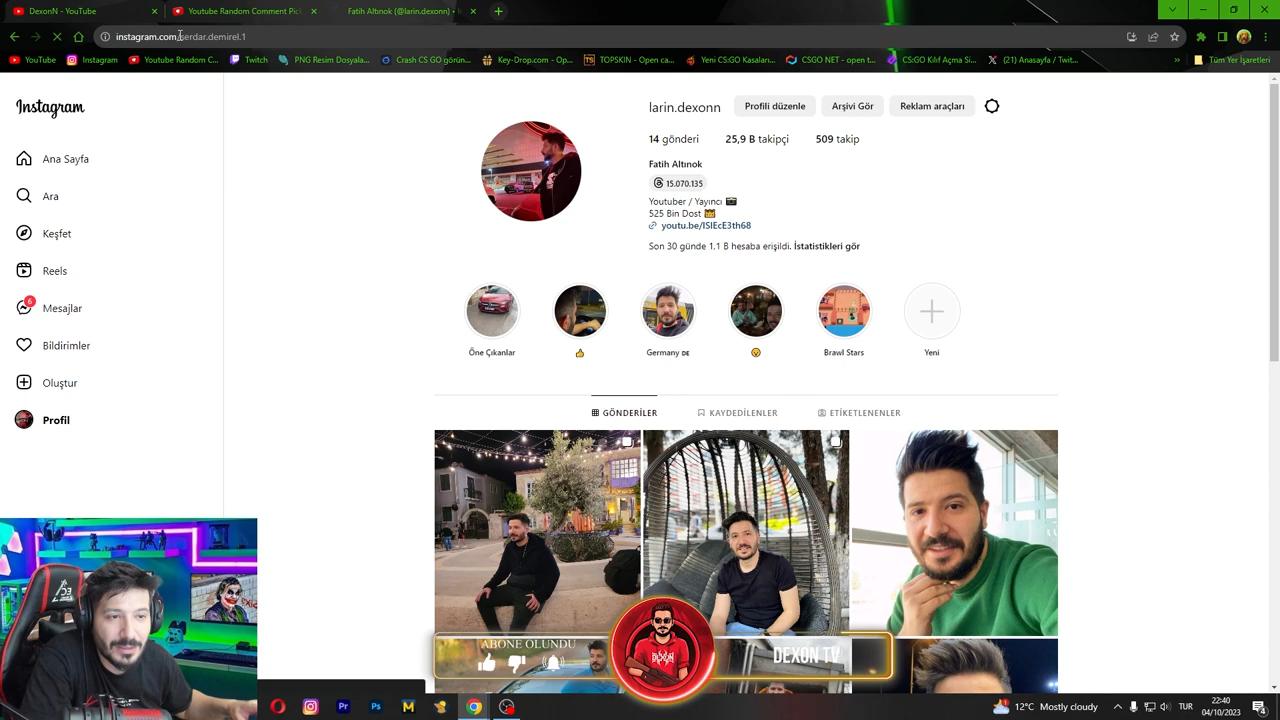 DexonN - YouTube
Youtube Random Comment Pick
Fatih Altınok (@larin.dexonn) •
instagram.com/serdar.demirel.1
YouTube
Instagram
Youtube Random C...
Twitch
PNG Resim Dosyala...
Crash CS GO görün...
Key-Drop.com - Op...
TOPSKIN - Open ca...
Yeni CS:GO Kasaları...
CSGO NET - open t...
CS:GO Kılıf Açma Si...
(21) Anasayfa / Twit...
»
Tüm Yer İşaretleri
Instagram
Ana Sayfa
Ara
Keşfet
Reels
6
Mesajlar
Bildirimler
Oluştur
Profil
larin.dexonn
Profili düzenle
Arşivi Gör
Reklam araçları
14 gönderi
25,9 B takipçi
509 takip
Fatih Altınok
15.070.135
Youtuber / Yayıncı
525 Bin Dost
youtu.be/lSIEcE3th68
Son 30 günde 1,1 B hesaba erişildi. İstatistikleri gör
Öne Çıkanlar
Germany DE
Brawl Stars
Yeni
GÖNDERİLER
KAYDEDİLENLER
ETİKETLENENLER
ABONE OLUNDU
DEXON TV
12°C Mostly cloudy
TUR
22:40
04/10/2023